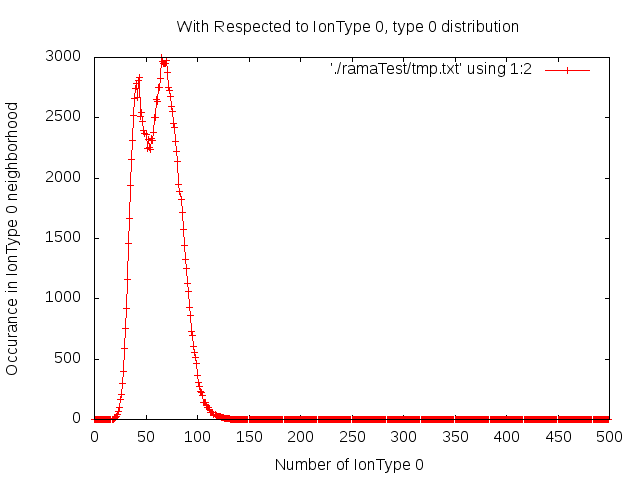 With Respected to IonType 0, type 0 distribution
'./ramaTest/tmp.txt' using 1:2
Occurance in IonType 0 neighborhood
3000
2500
2000
1500
1000
500
0
0 50 100 150 200 250 300 350 400 450 500
Number of IonType 0